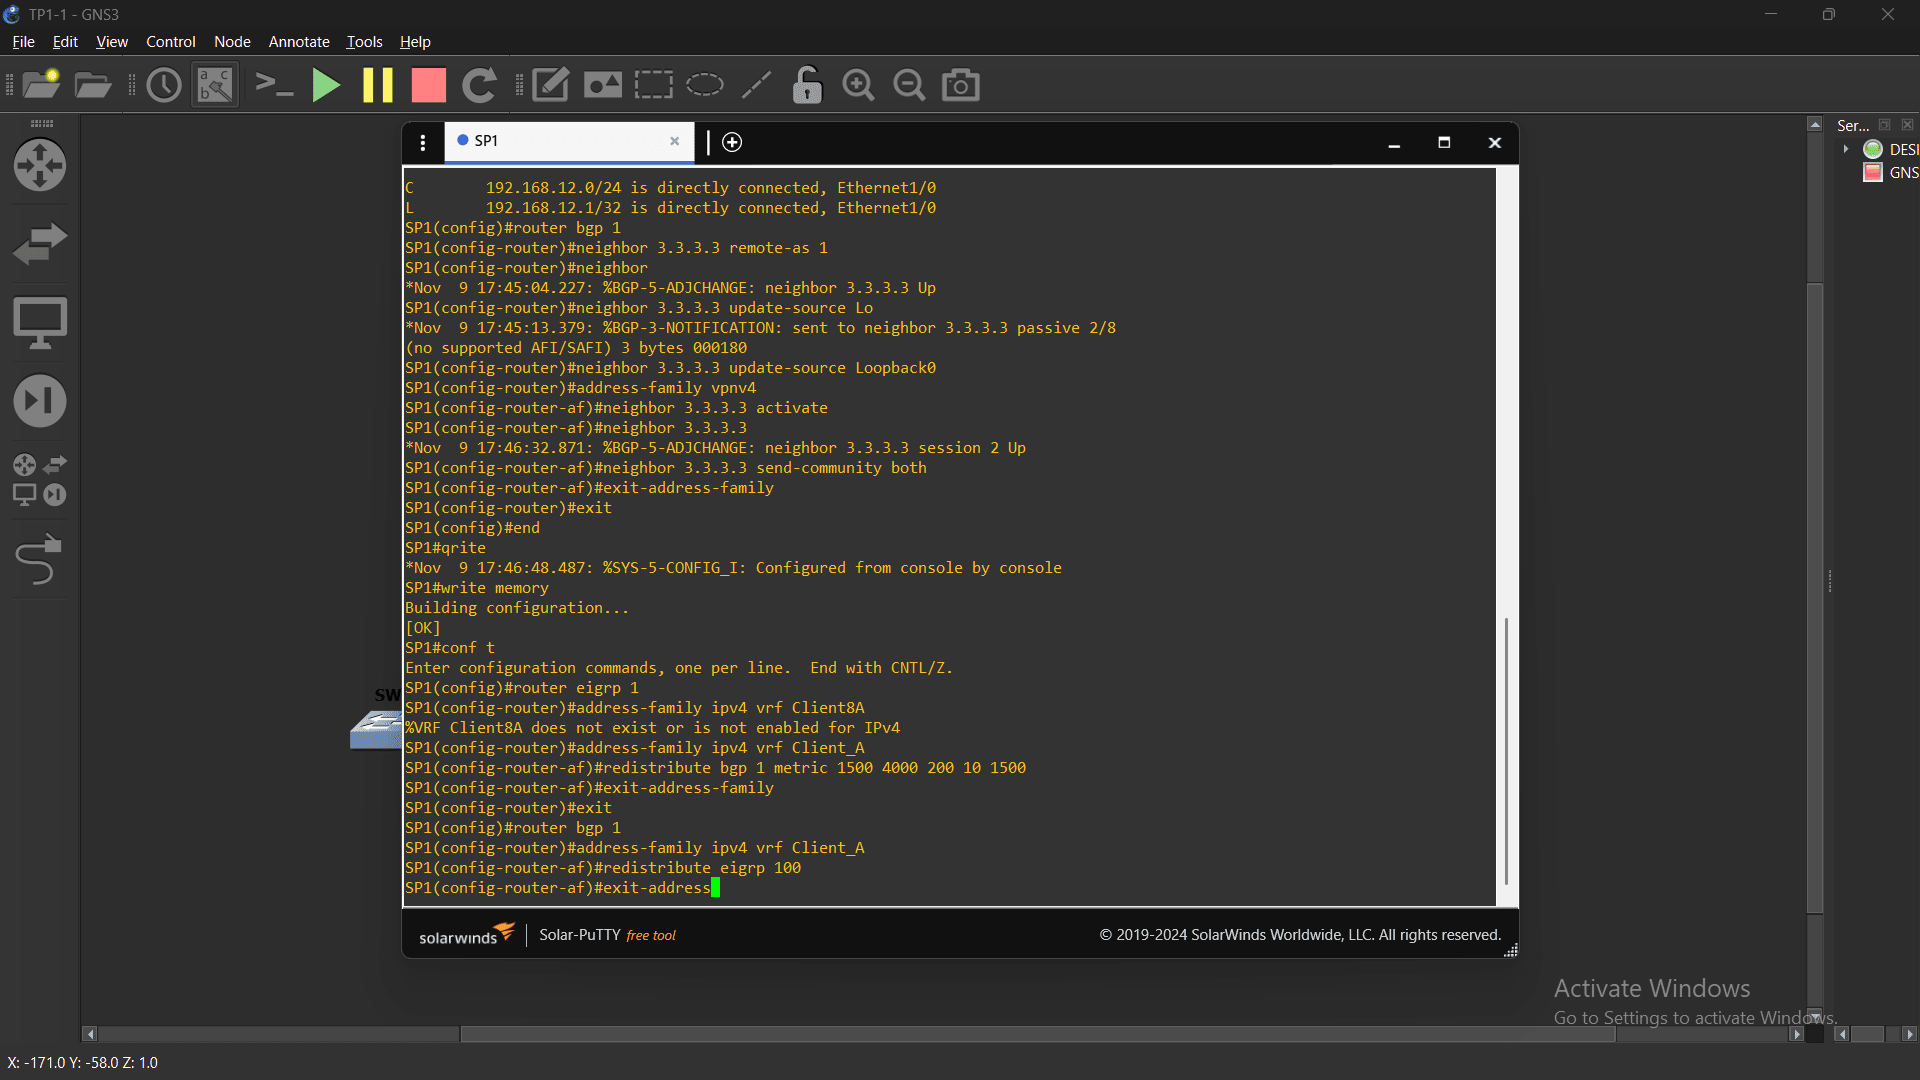 TP1-1 - GNS3
File Edit View Control Node Annotate Tools Help
SP1
Ser...
DESI
GNS
C        192.168.12.0/24 is directly connected, Ethernet1/0
L        192.168.12.1/32 is directly connected, Ethernet1/0
SP1(config)#router bgp 1
SP1(config-router)#neighbor 3.3.3.3 remote-as 1
SP1(config-router)#neighbor
*Nov  9 17:45:04.227: %BGP-5-ADJCHANGE: neighbor 3.3.3.3 Up
SP1(config-router)#neighbor 3.3.3.3 update-source Lo
*Nov  9 17:45:13.379: %BGP-3-NOTIFICATION: sent to neighbor 3.3.3.3 passive 2/8
(no supported AFI/SAFI) 3 bytes 000180
SP1(config-router)#neighbor 3.3.3.3 update-source Loopback0
SP1(config-router)#address-family vpnv4
SP1(config-router-af)#neighbor 3.3.3.3 activate
SP1(config-router-af)#neighbor 3.3.3.3
*Nov  9 17:46:32.871: %BGP-5-ADJCHANGE: neighbor 3.3.3.3 session 2 Up
SP1(config-router-af)#neighbor 3.3.3.3 send-community both
SP1(config-router-af)#exit-address-family
SP1(config-router)#exit
SP1(config)#end
SP1#qrite
*Nov  9 17:46:48.487: %SYS-5-CONFIG_I: Configured from console by console
SP1#write memory
Building configuration...
[OK]
SP1#conf t
Enter configuration commands, one per line.  End with CNTL/Z.
SP1(config)#router eigrp 1
SP1(config-router)#address-family ipv4 vrf Client8A
%VRF Client8A does not exist or is not enabled for IPv4
SP1(config-router)#address-family ipv4 vrf Client_A
SP1(config-router-af)#redistribute bgp 1 metric 1500 4000 200 10 1500
SP1(config-router-af)#exit-address-family
SP1(config-router)#exit
SP1(config)#router bgp 1
SP1(config-router)#address-family ipv4 vrf Client_A
SP1(config-router-af)#redistribute eigrp 100
SP1(config-router-af)#exit-address
SW
solarwinds
Solar-PuTTY free tool
© 2019-2024 SolarWinds Worldwide, LLC. All rights reserved.
Activate Windows
Go to Settings to activate Windows.
X: -171.0 Y: -58.0 Z: 1.0